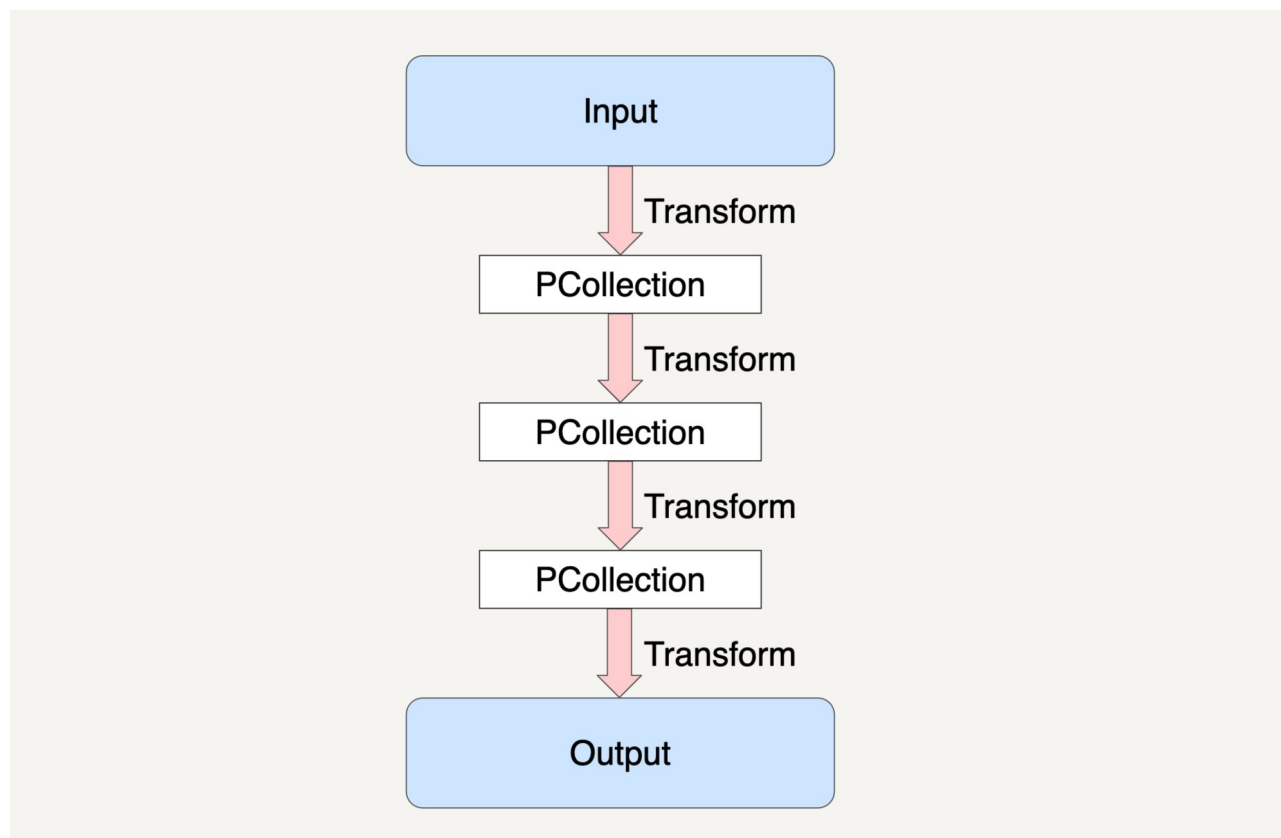 Input
Transform
PCollection
Transform
PCollection
Transform
PCollection
Transform
Output